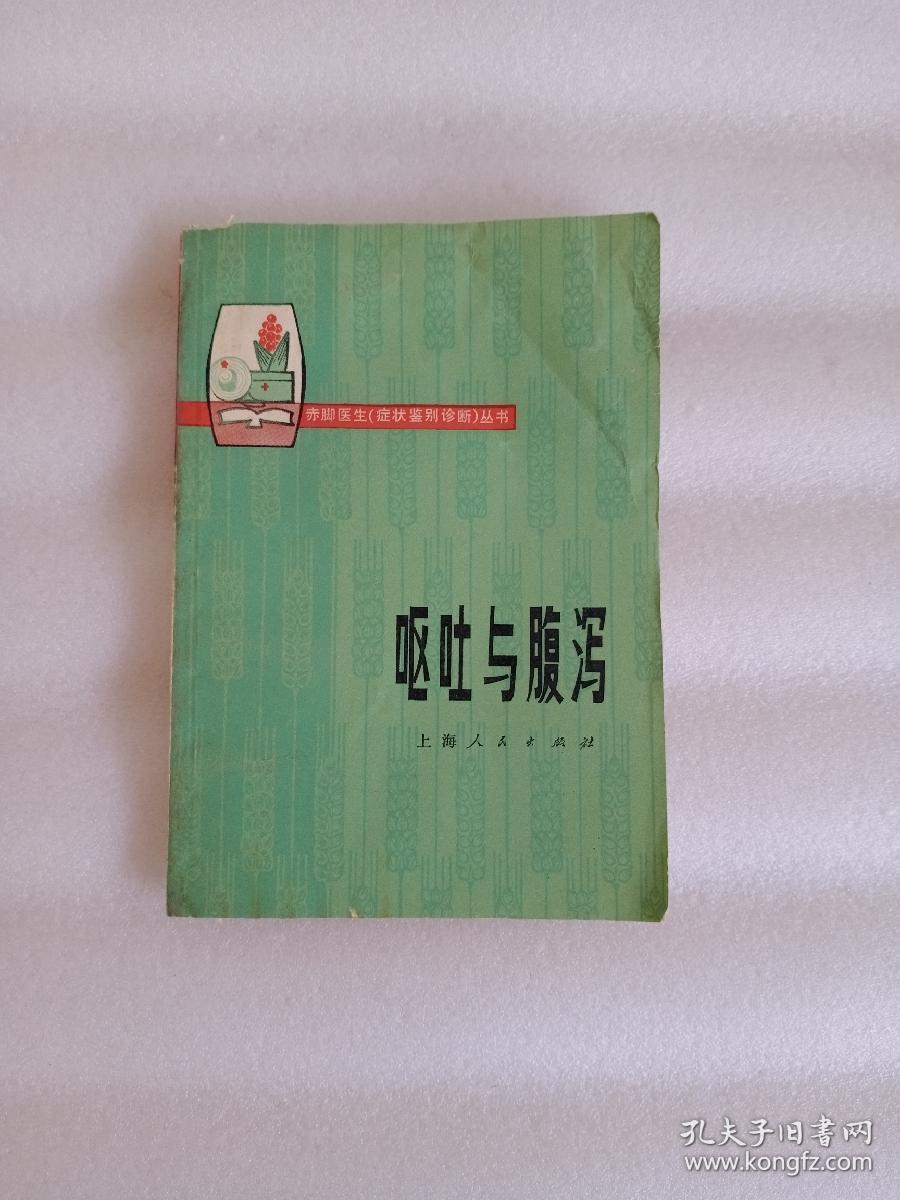 赤脚医生(症状鉴别诊断)丛书
呕吐与腹泻
上海人民出版社
孔夫子旧书网
www.kongfz.com